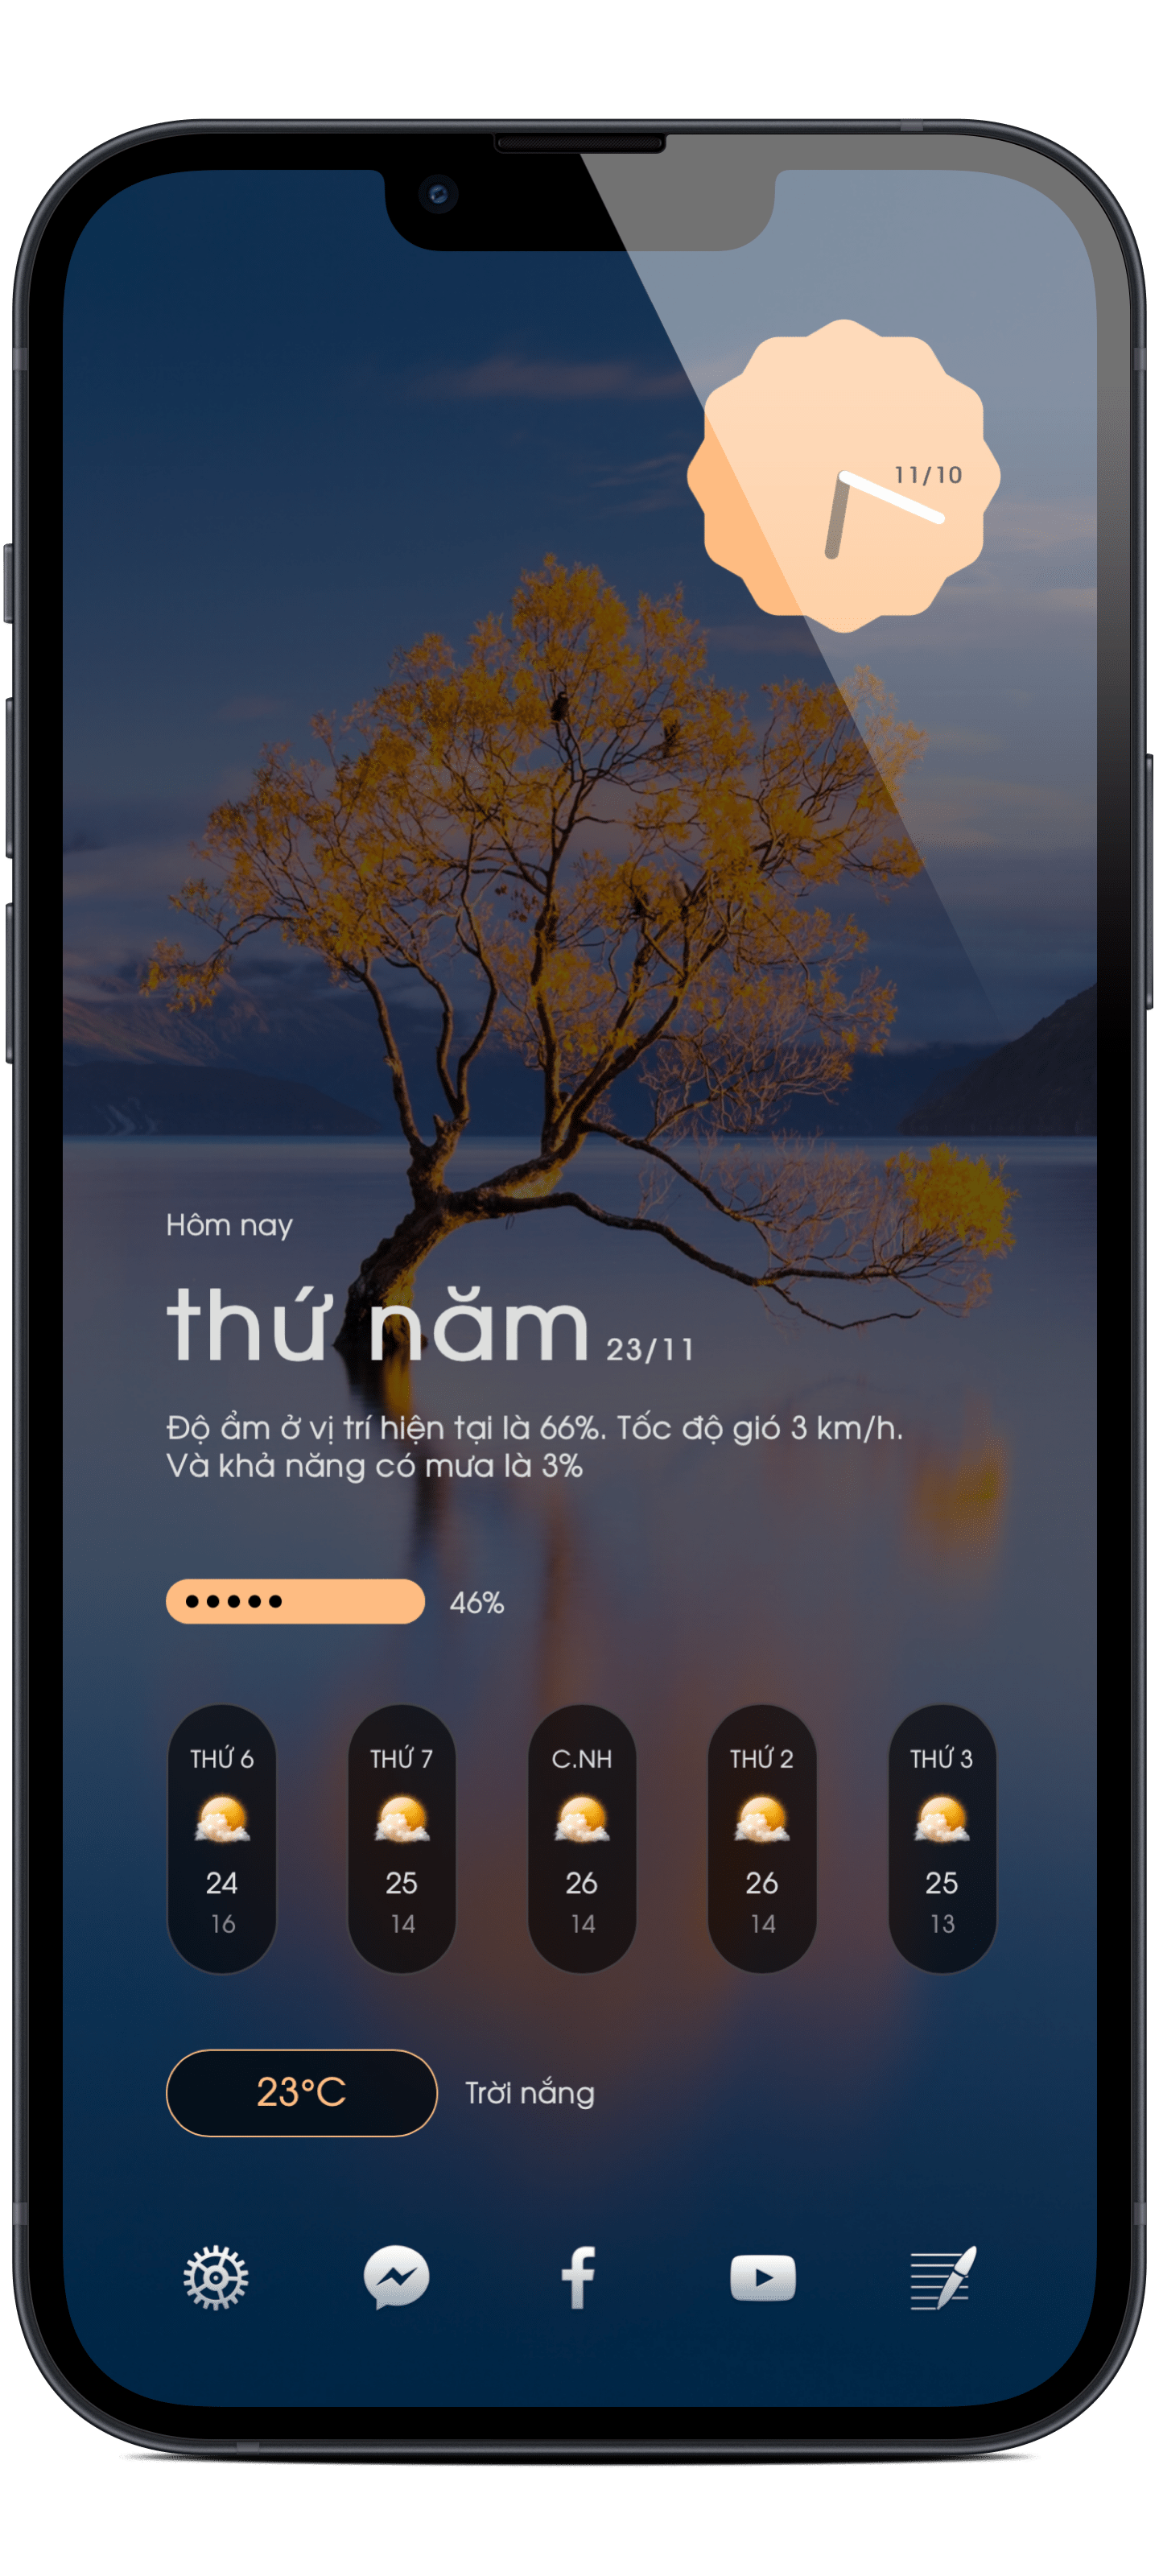 11/10
Hôm nay
thứ năm 23/11
Độ ẩm ở vị trí hiện tại là 66%. Tốc độ gió 3 km/h.
Và khả năng có mưa là 3%
46%
THỨ 6 THỨ 7 C.NH THỨ 2 THỨ 3
24 25 26 26 25
16 14 14 14 13
23°C Trời nắng